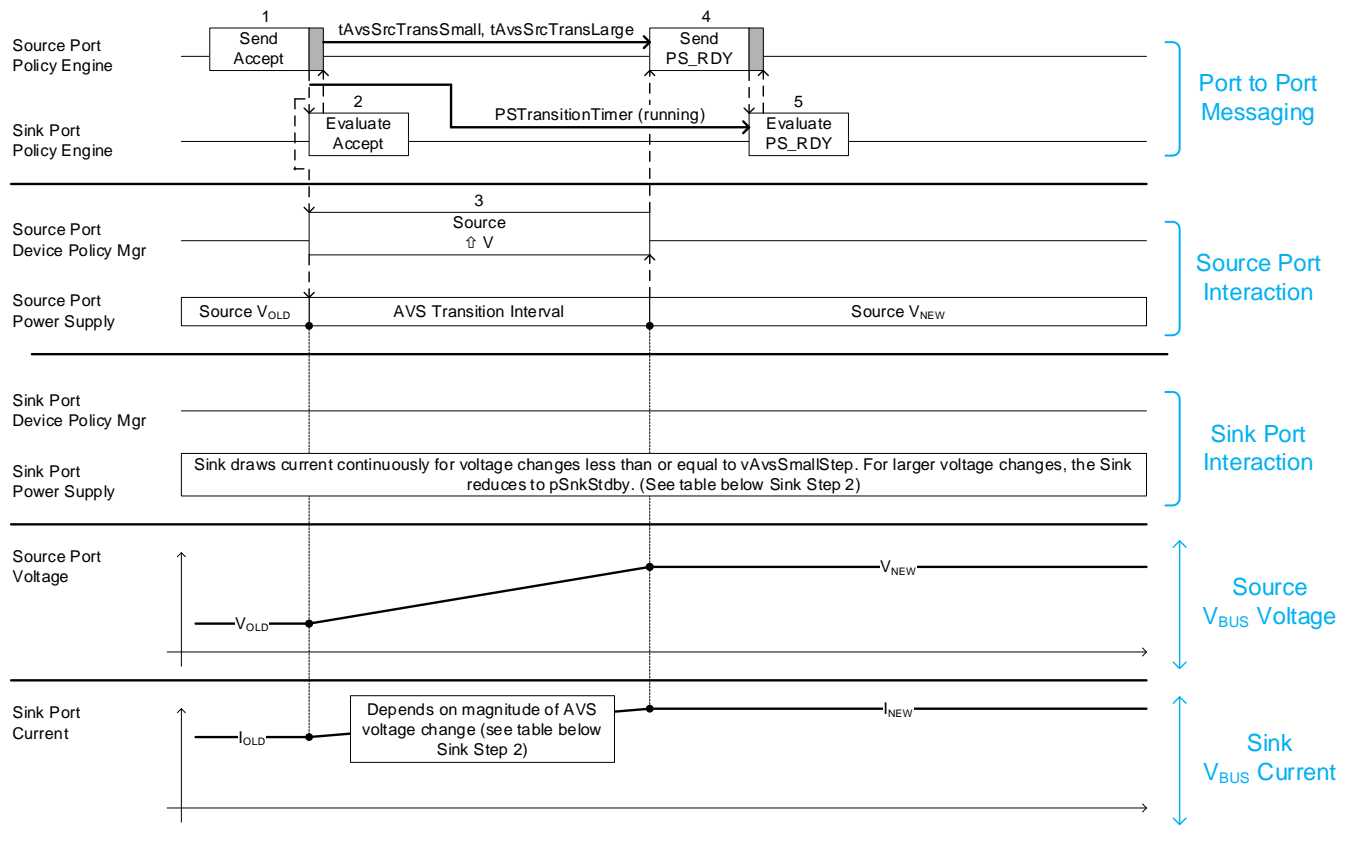 1
Send
Accept
tAvsSrcTransSmall, tAvsSrcTransLarge
4
Send
PS_RDY
Source Port
Policy Engine
Port to Port
Messaging
2
Evaluate
Accept
PSTransitionTimer (running)
5
Evaluate
PS_RDY
Sink Port
Policy Engine
3
Source
⇧ V
Source Port
Device Policy Mgr
Source Port
Interaction
Source Port
Power Supply
Source VOLD
AVS Transition Interval
Source VNEW
Sink Port
Device Policy Mgr
Sink Port
Interaction
Sink Port
Power Supply
Sink draws current continuously for voltage changes less than or equal to vAvsSmallStep. For larger voltage changes, the Sink
reduces to pSnkStdby. (See table below Sink Step 2)
Source Port
Voltage
VOLD
VNEW
Source
VBUS Voltage
Sink Port
Current
IOLD
Depends on magnitude of AVS
voltage change (see table below
Sink Step 2)
INEW
Sink
VBUS Current